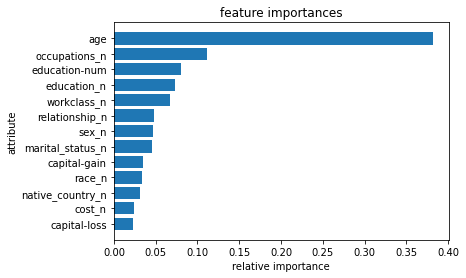 feature importances
age
occupations_n
education-num
education_n
workclass_n
relationship_n
sex_n
marital_status_n
capital-gain
race_n
native_country_n
cost_n
capital-loss
attribute
0.00 0.05 0.10 0.15 0.20 0.25 0.30 0.35 0.40
relative importance